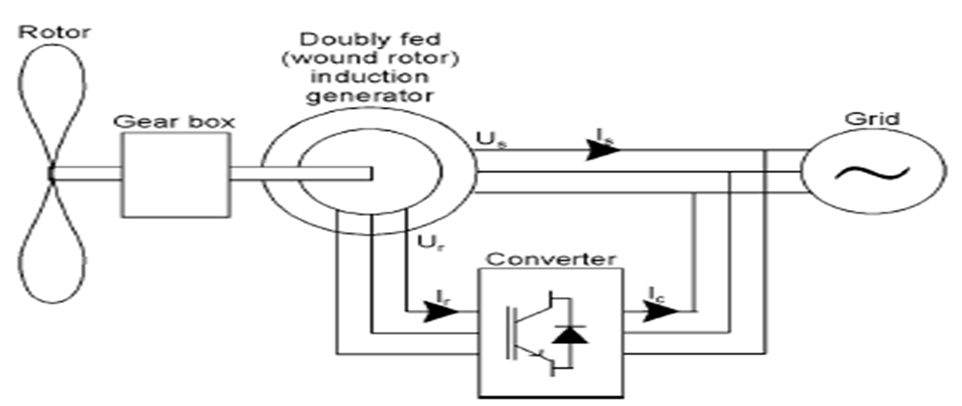 Rotor
Doubly fed
(wound rotor)
induction
generator
Gear box
Us
Is
Grid
Ur
Converter
Ir
Ic